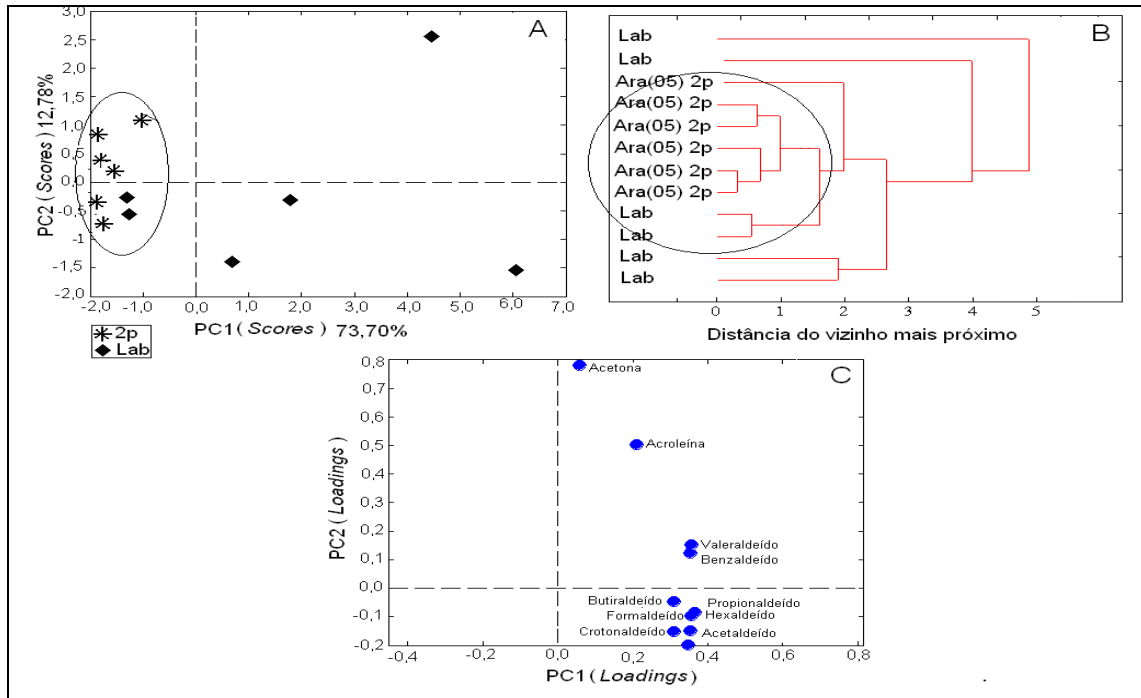 A
3,0
2,5
2,0
1,5
1,0
0,5
0,0
-0,5
-1
-1,5
-2,0
PC2 (Scores) 12,78%
-2,0 -1,0 0,0 1,0 2,0 3,0 4,0 5,0 6,0 7,0
PC1 (Scores) 73,70%
2p
Lab
B
Lab
Lab
Ara(05) 2p
Ara(05) 2p
Ara(05) 2p
Ara(05) 2p
Ara(05) 2p
Ara(05) 2p
Lab
Lab
Lab
Lab
0 1 2 3 4 5
Distância do vizinho mais próximo
C
0,8
0,7
0,6
0,5
0,4
0,3
0,2
0,1
0,0
-0,1
-0,2
PC2 (Loadings)
Acetona
Acroleína
Valeraldeído
Benzaldeído
Butiraldeído
Propionaldeído
Formaldeído
Hexaldeído
Crotonaldeído
Acetaldeído
-0,4 -0,2 0,0 0,2 0,4 0,6 0,8
PC1 (Loadings)